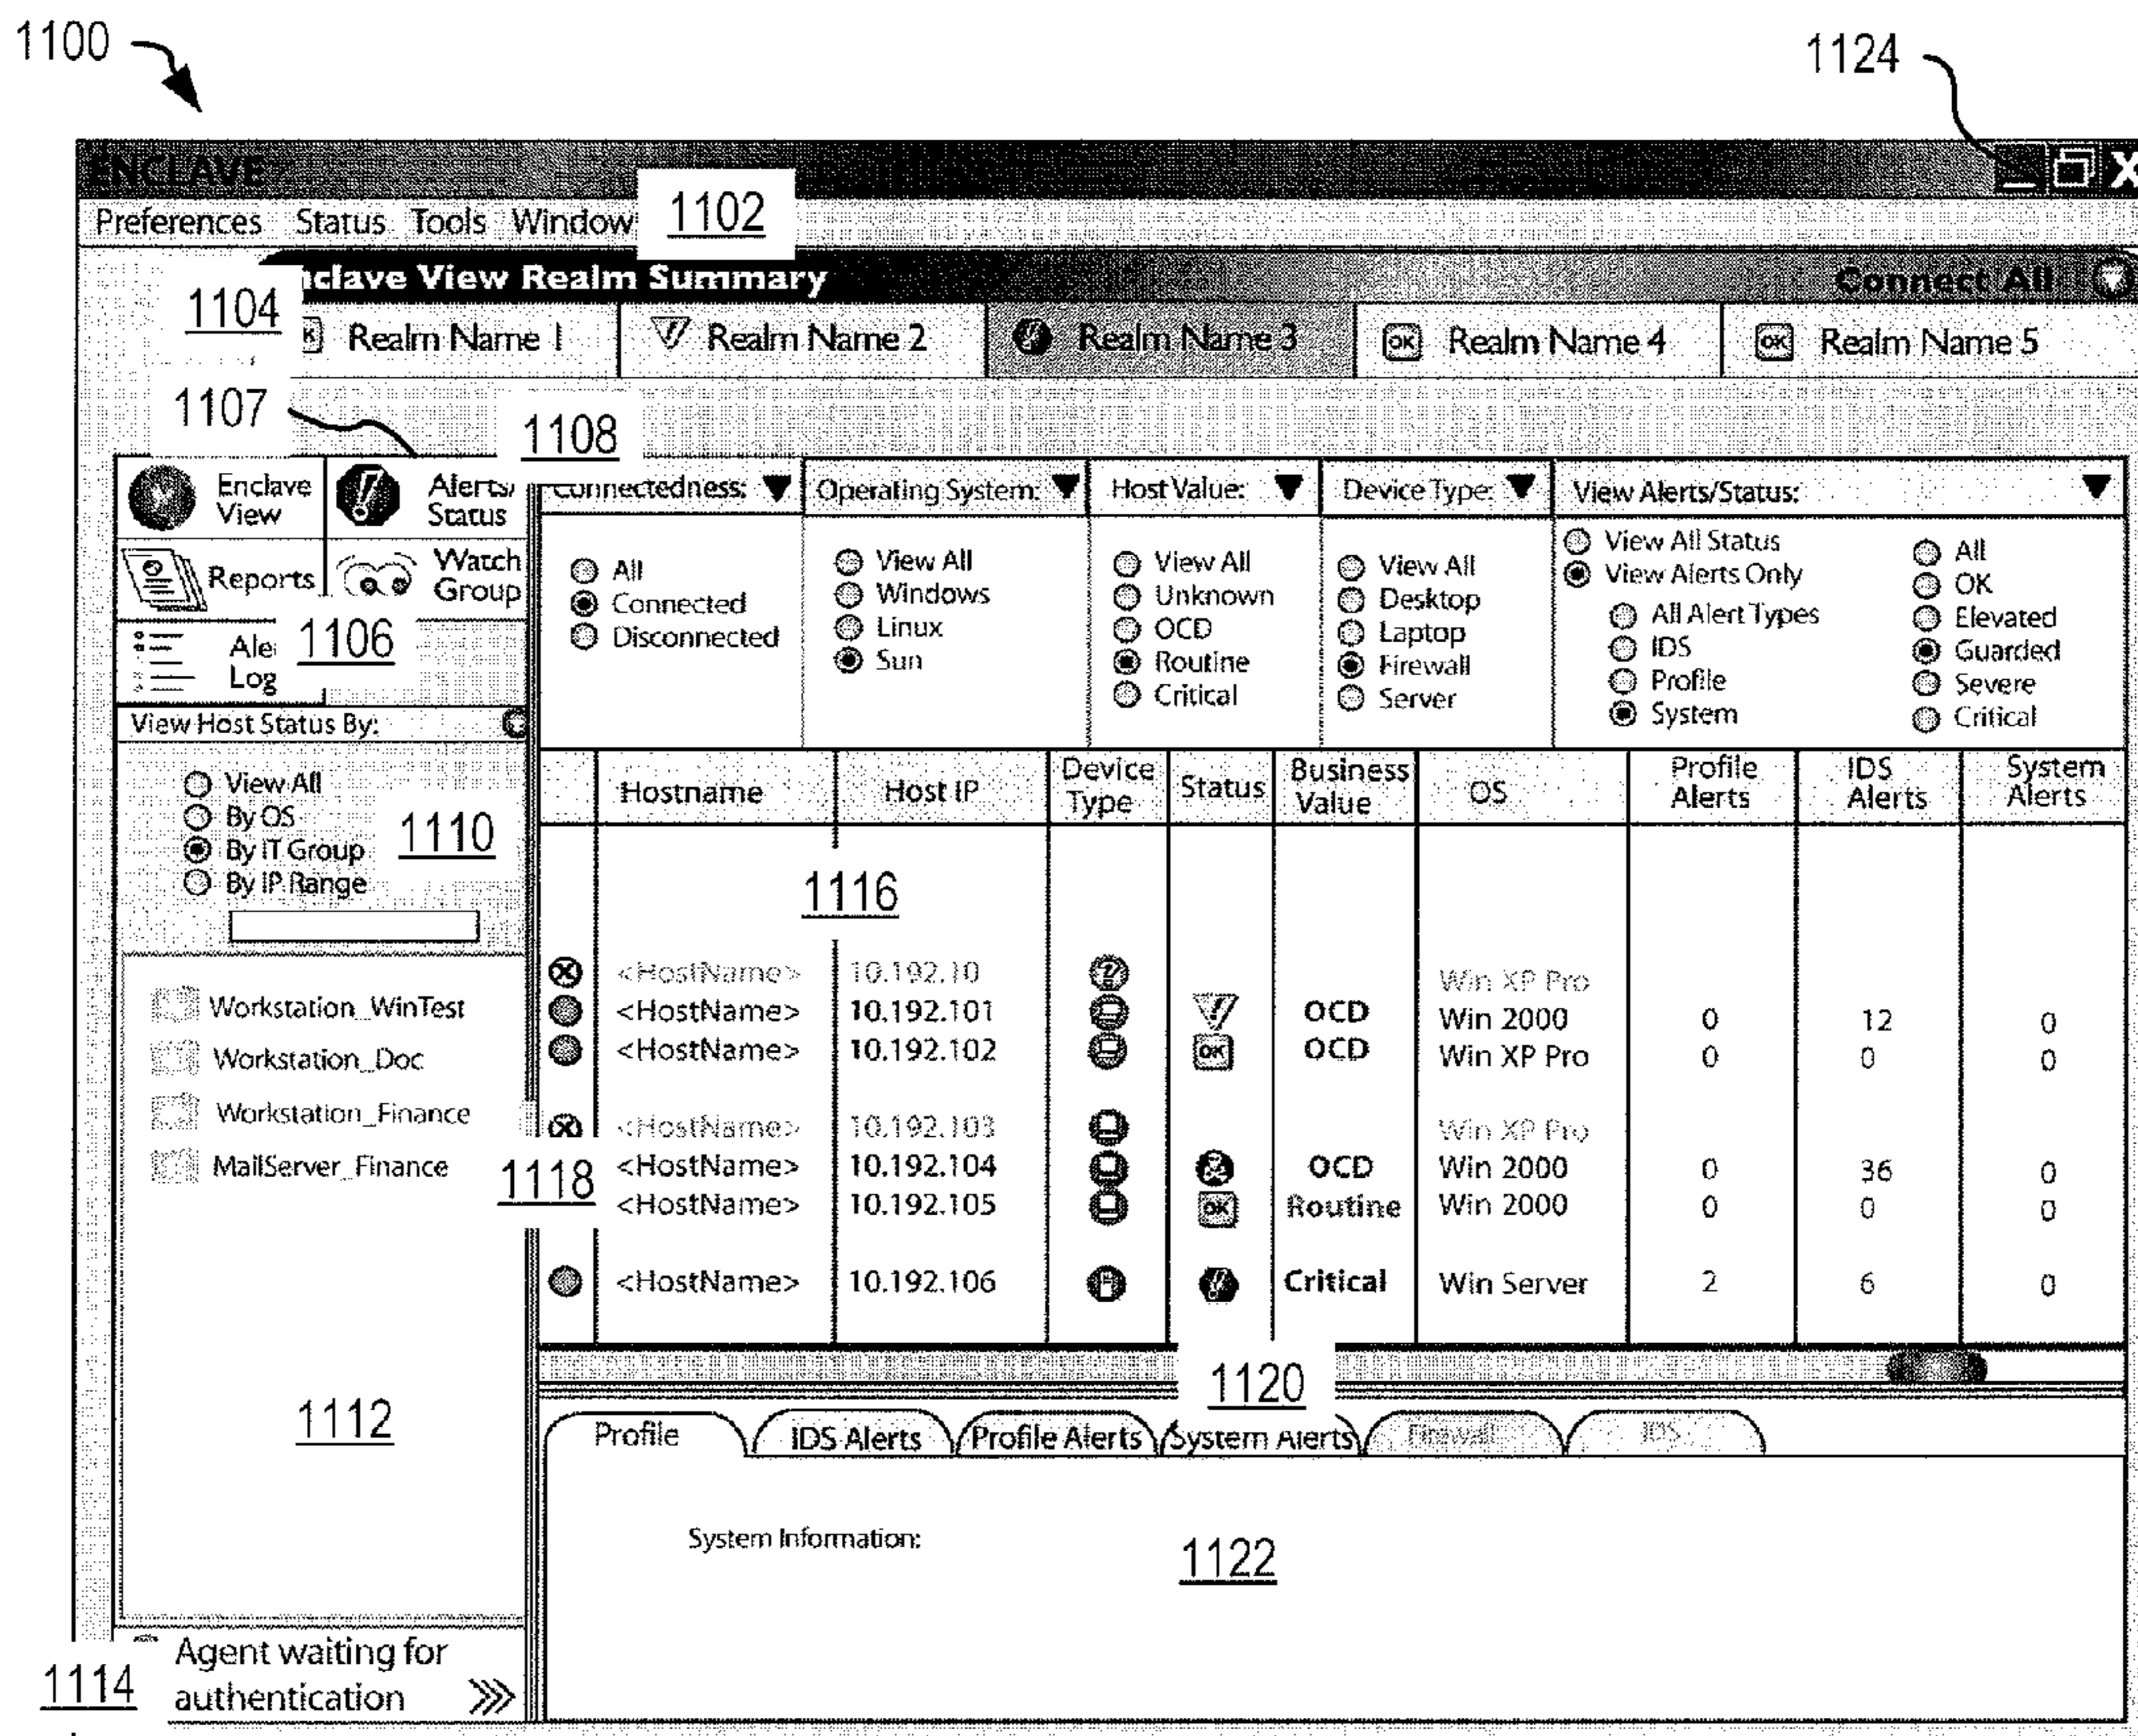 1100
1124
ENCLAVE
Preferences Status Tools Window 1102
1104 nclave View Realm Summary Connect All
Realm Name 1 Realm Name 2 Realm Name 3 OK Realm Name 4 OK Realm Name 5
1107
1108
Enclave View
Alerts/ Status
Reports
Watch Group
1106
Log
View Host Status By:
View All
By OS
By IT Group
By IP Range
1110
Workstation_WinTest
Workstation_Doc
Workstation_Finance
MailServer_Finance
1112
1114
Agent waiting for
authentication >>>
Connectedness: Operating System: Host Value: Device Type: View Alerts/Status:
All
Connected
Disconnected
View All
Windows
Linux
Sun
View All
Unknown
OCD
Routine
Critical
View All
Desktop
Laptop
Firewall
Server
View All Status
View Alerts Only
All Alert Types
IDS
Profile
System
All
OK
Elevated
Guarded
Severe
Critical
Hostname Host IP Device Type Status Business Value OS Profile Alerts IDS Alerts System Alerts
1116
<HostName> 10.192.10 ? Win XP Pro
<HostName> 10.192.101 ! OCD Win 2000 0 12 0
<HostName> 10.192.102 OK OCD Win XP Pro 0 0 0
<HostName> 10.192.103 Win XP Pro
1118 <HostName> 10.192.104 OCD Win 2000 0 36 0
<HostName> 10.192.105 OK Routine Win 2000 0 0 0
<HostName> 10.192.106 ! Critical Win Server 2 6 0
1120
Profile IDS Alerts Profile Alerts System Alerts Firewall IDS
System Information:
1122